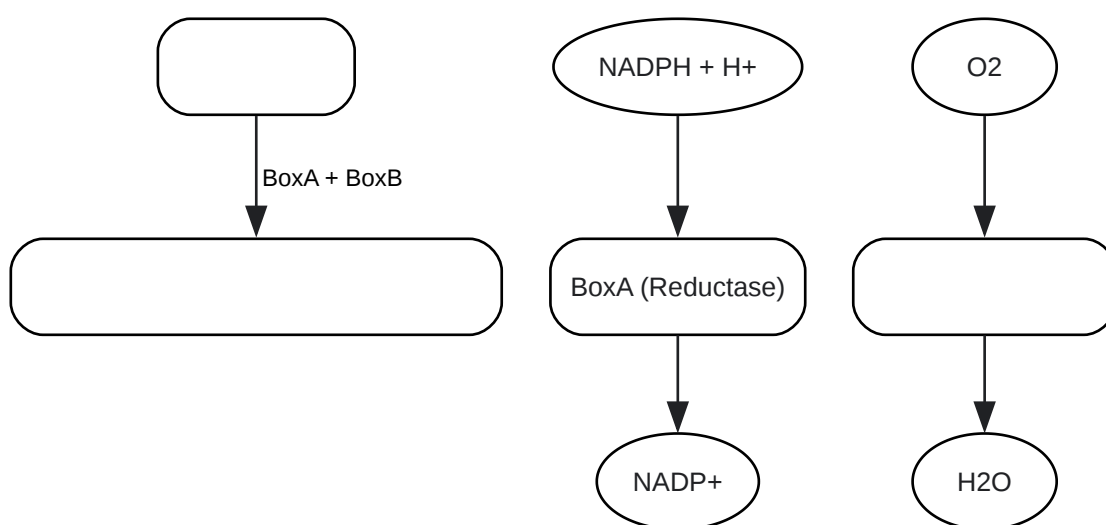 NADPH + H+
O2
BoxA + BoxB
BoxA (Reductase)
NADP+
H2O